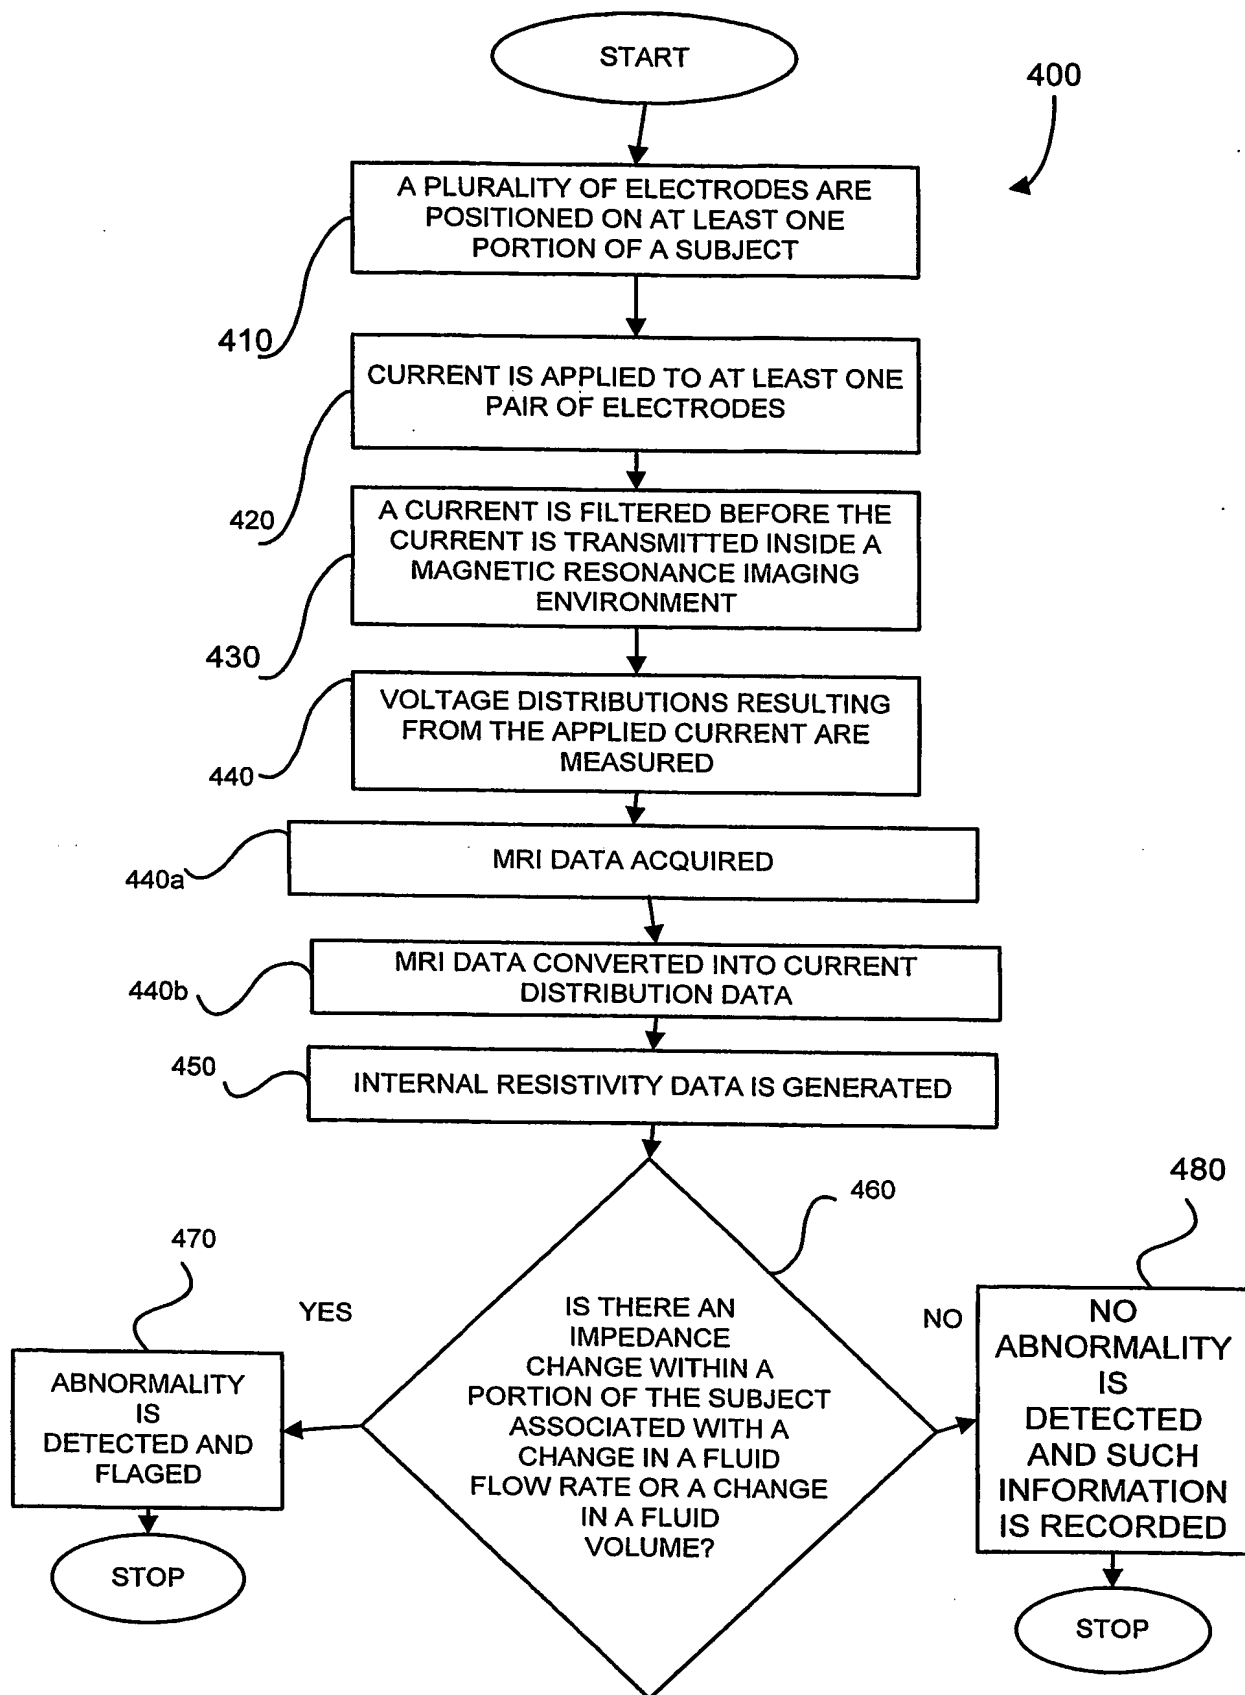 START
400
A PLURALITY OF ELECTRODES ARE
POSITIONED ON AT LEAST ONE
PORTION OF A SUBJECT
410
CURRENT IS APPLIED TO AT LEAST ONE
PAIR OF ELECTRODES
420
A CURRENT IS FILTERED BEFORE THE
CURRENT IS TRANSMITTED INSIDE A
MAGNETIC RESONANCE IMAGING
ENVIRONMENT
430
VOLTAGE DISTRIBUTIONS RESULTING
FROM THE APPLIED CURRENT ARE
MEASURED
440
MRI DATA ACQUIRED
440a
MRI DATA CONVERTED INTO CURRENT
DISTRIBUTION DATA
440b
450
INTERNAL RESISTIVITY DATA IS GENERATED
460
480
470
YES
IS THERE AN
IMPEDANCE
CHANGE WITHIN A
PORTION OF THE SUBJECT
ASSOCIATED WITH A
CHANGE IN A FLUID
FLOW RATE OR A CHANGE
IN A FLUID
VOLUME?
NO
ABNORMALITY
IS
DETECTED AND
FLAGED
STOP
NO
ABNORMALITY
IS
DETECTED
AND SUCH
INFORMATION
IS RECORDED
STOP